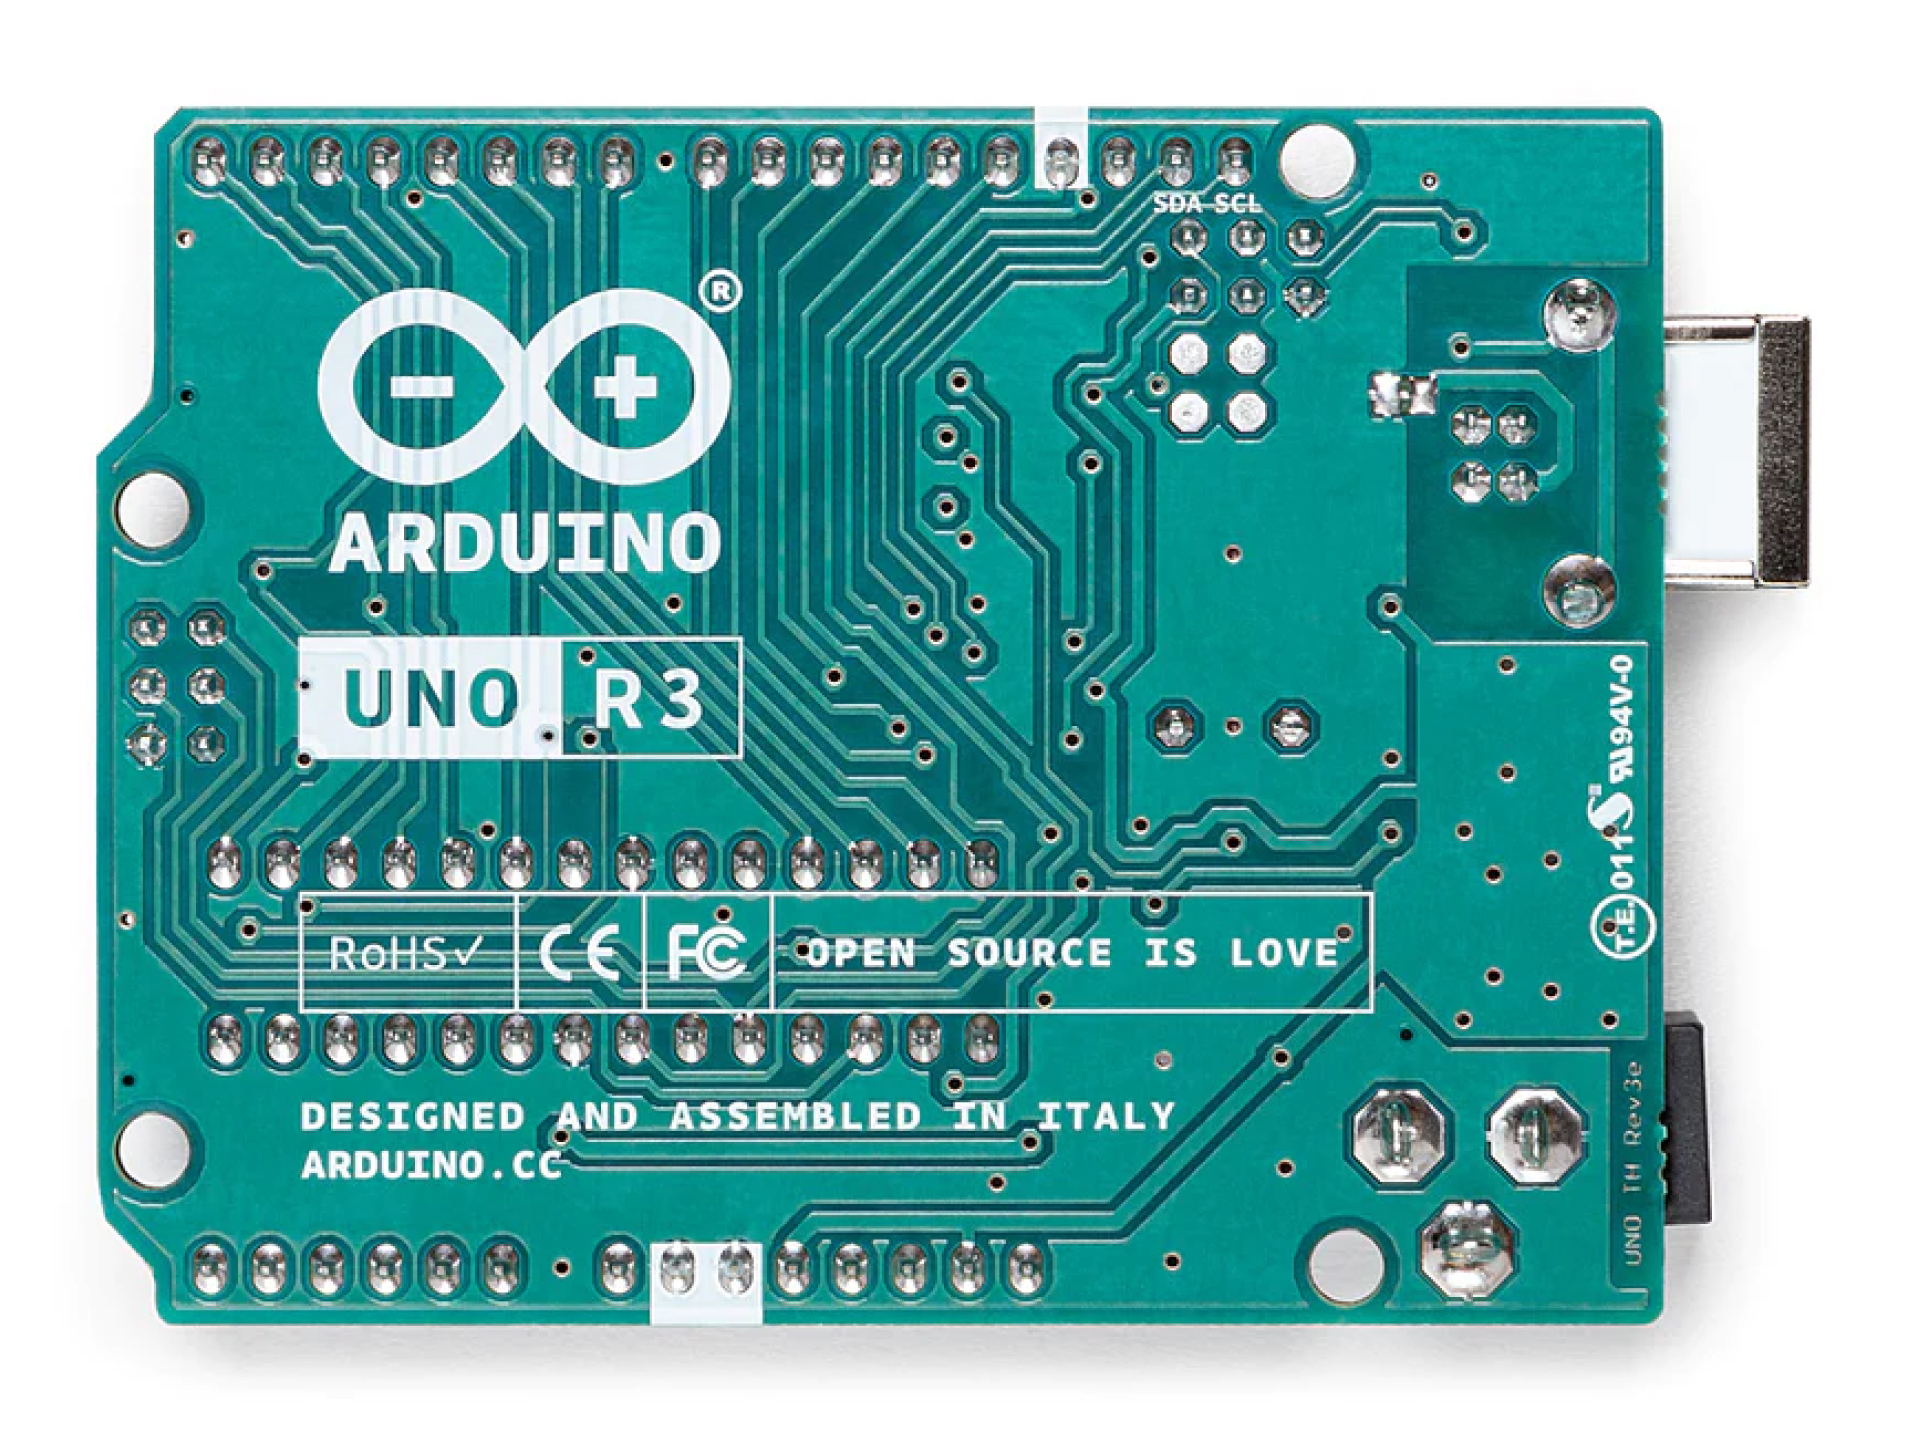 SDA SCL
®
ARDUINO
UNO R3
94V-0
T.E. 011
RoHS✓ CE FC OPEN SOURCE IS LOVE
DESIGNED AND ASSEMBLED IN ITALY
ARDUINO.CC
UNO TH Rev3e